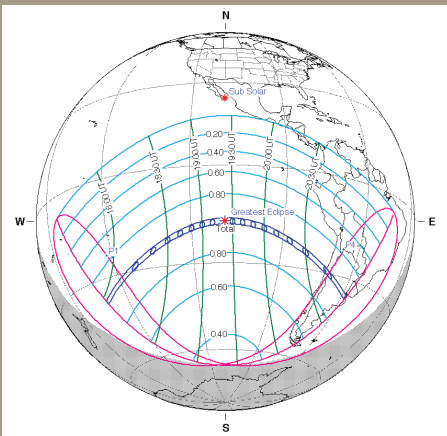 N
Sub Solar
0.20
0.40
0.60
0.80
18:00 UT
18:30 UT
19:00 UT
19:30 UT
20:00 UT
20:30 UT
W
Greatest Eclipse
Total
E
P1
P4
0.80
0.60
0.40
S